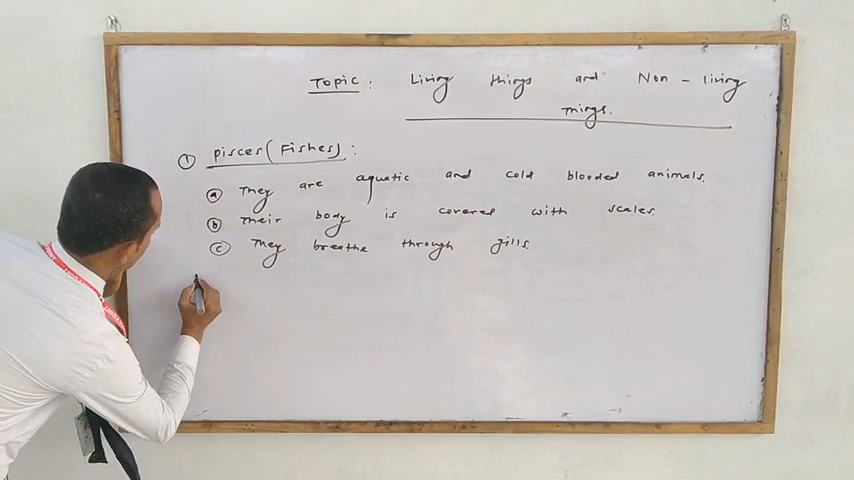 Topic : Living things and Non-living
Things.
① Pisces (Fishes) :
ⓐ They are aquatic and cold blooded animals.
ⓑ Their body is covered with scales.
ⓒ They breathe through gills.